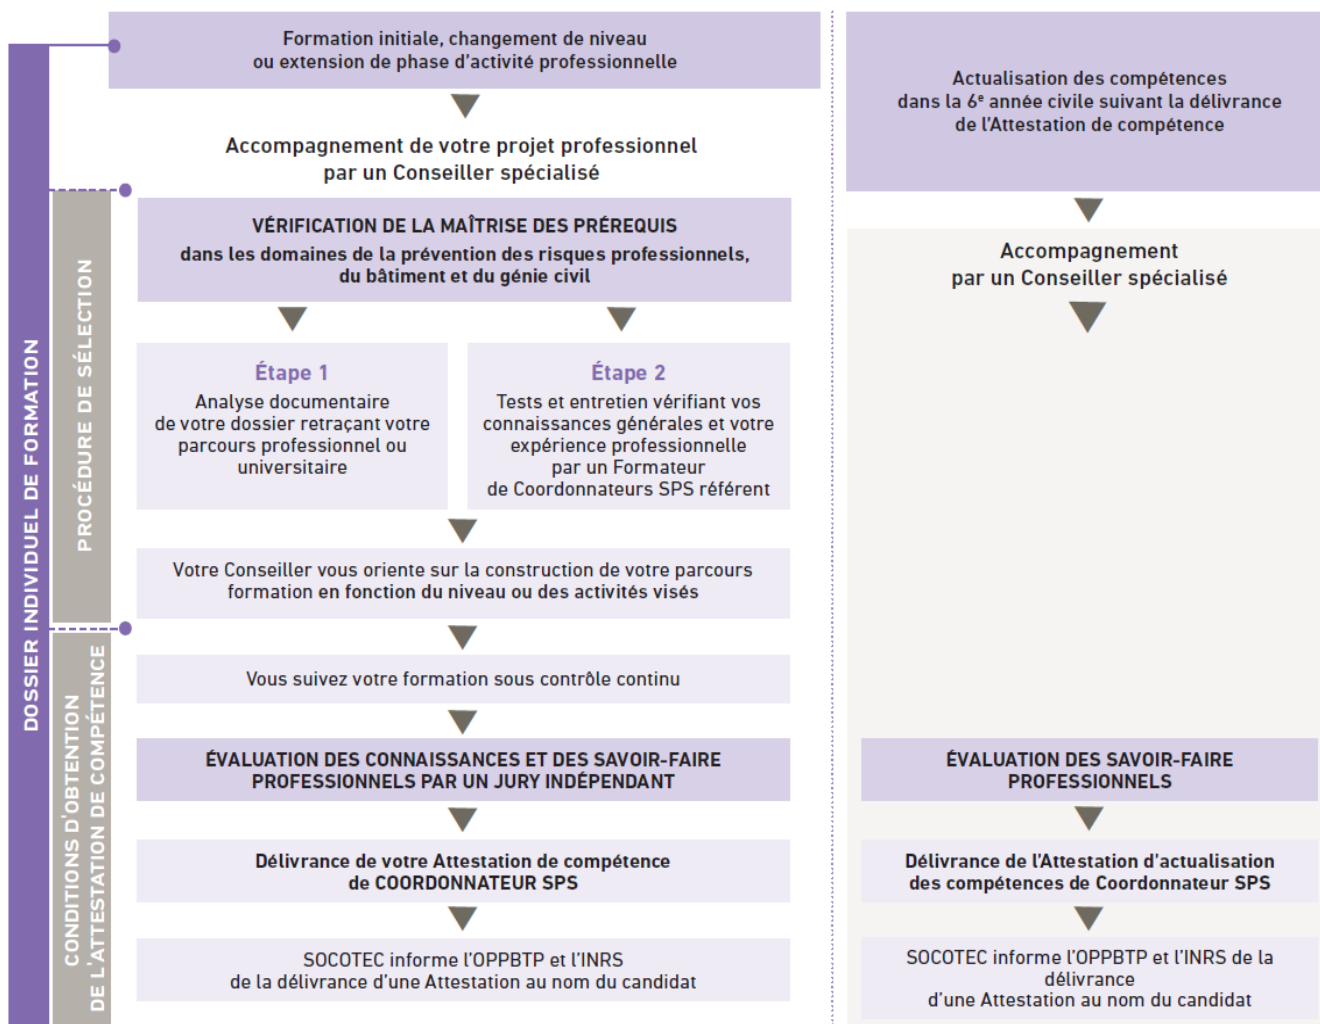 DOSSIER INDIVIDUEL DE FORMATION
Formation initiale, changement de niveau
ou extension de phase d'activité professionnelle
Accompagnement de votre projet professionnel
par un Conseiller spécialisé
PROCÉDURE DE SÉLECTION
VÉRIFICATION DE LA MAÎTRISE DES PRÉREQUIS
dans les domaines de la prévention des risques professionnels,
du bâtiment et du génie civil
Étape 1
Analyse documentaire
de votre dossier retraçant votre
parcours professionnel ou
universitaire
Étape 2
Tests et entretien vérifiant vos
connaissances générales et votre
expérience professionnelle
par un Formateur
de Coordonnateurs SPS référent
Votre Conseiller vous oriente sur la construction de votre parcours
formation en fonction du niveau ou des activités visés
CONDITIONS D'OBTENTION
DE L'ATTESTATION DE COMPÉTENCE
Vous suivez votre formation sous contrôle continu
ÉVALUATION DES CONNAISSANCES ET DES SAVOIR-FAIRE
PROFESSIONNELS PAR UN JURY INDÉPENDANT
Délivrance de votre Attestation de compétence
de COORDONNATEUR SPS
SOCOTEC informe l'OPPBTP et l'INRS
de la délivrance d'une Attestation au nom du candidat
Actualisation des compétences
dans la 6e année civile suivant la délivrance
de l'Attestation de compétence
Accompagnement
par un Conseiller spécialisé
ÉVALUATION DES SAVOIR-FAIRE
PROFESSIONNELS
Délivrance de l'Attestation d'actualisation
des compétences de Coordonnateur SPS
SOCOTEC informe l'OPPBTP et l'INRS de la
délivrance
d'une Attestation au nom du candidat